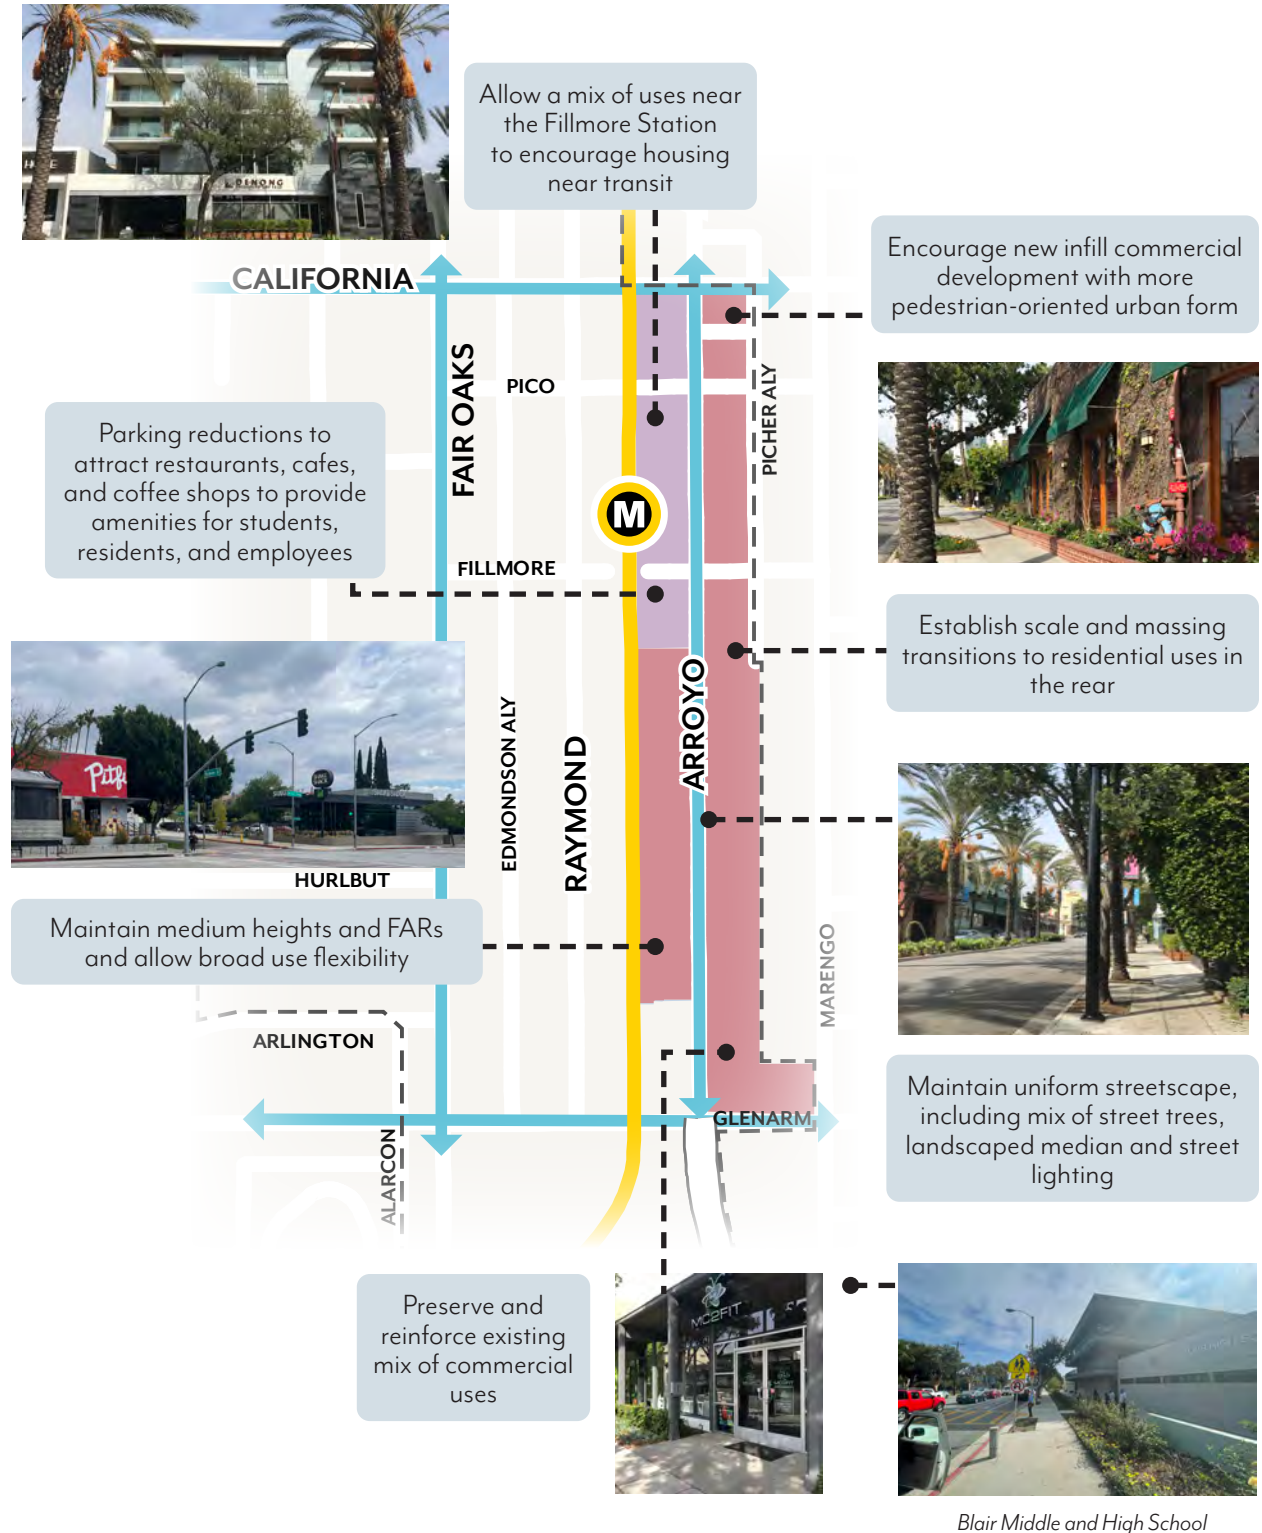 DENONG
Allow a mix of uses near
the Fillmore Station
to encourage housing
near transit
Encourage new infill commercial
development with more
pedestrian-oriented urban form
CALIFORNIA
FAIR OAKS
PICO
PICHER ALY
Parking reductions to
attract restaurants, cafes,
and coffee shops to provide
amenities for students,
residents, and employees
M
FILLMORE
Establish scale and massing
transitions to residential uses in
the rear
ARROYO
EDMONDSON ALY
RAYMOND
HURLBUT
Maintain medium heights and FARs
and allow broad use flexibility
MARENGO
ARLINGTON
ALARCON
GLENARM
Maintain uniform streetscape,
including mix of street trees,
landscaped median and street
lighting
Preserve and
reinforce existing
mix of commercial
uses
MC2FIT
Blair Middle and High School